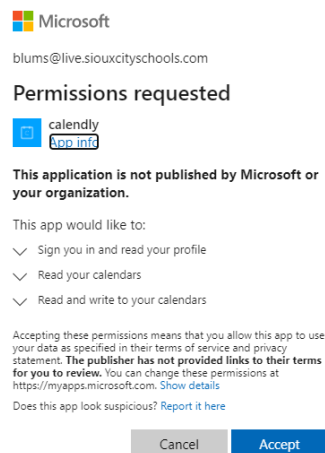 Microsoft
blums@live.siouxcityschools.com
Permissions requested
calendly
App info
This application is not published by Microsoft or
your organization.
This app would like to:
Sign you in and read your profile
Read your calendars
Read and write to your calendars
Accepting these permissions means that you allow this app to use
your data as specified in their terms of service and privacy
statement. The publisher has not provided links to their terms
for you to review. You can change these permissions at
https://myapps.microsoft.com. Show details
Does this app look suspicious? Report it here
Cancel
Accept